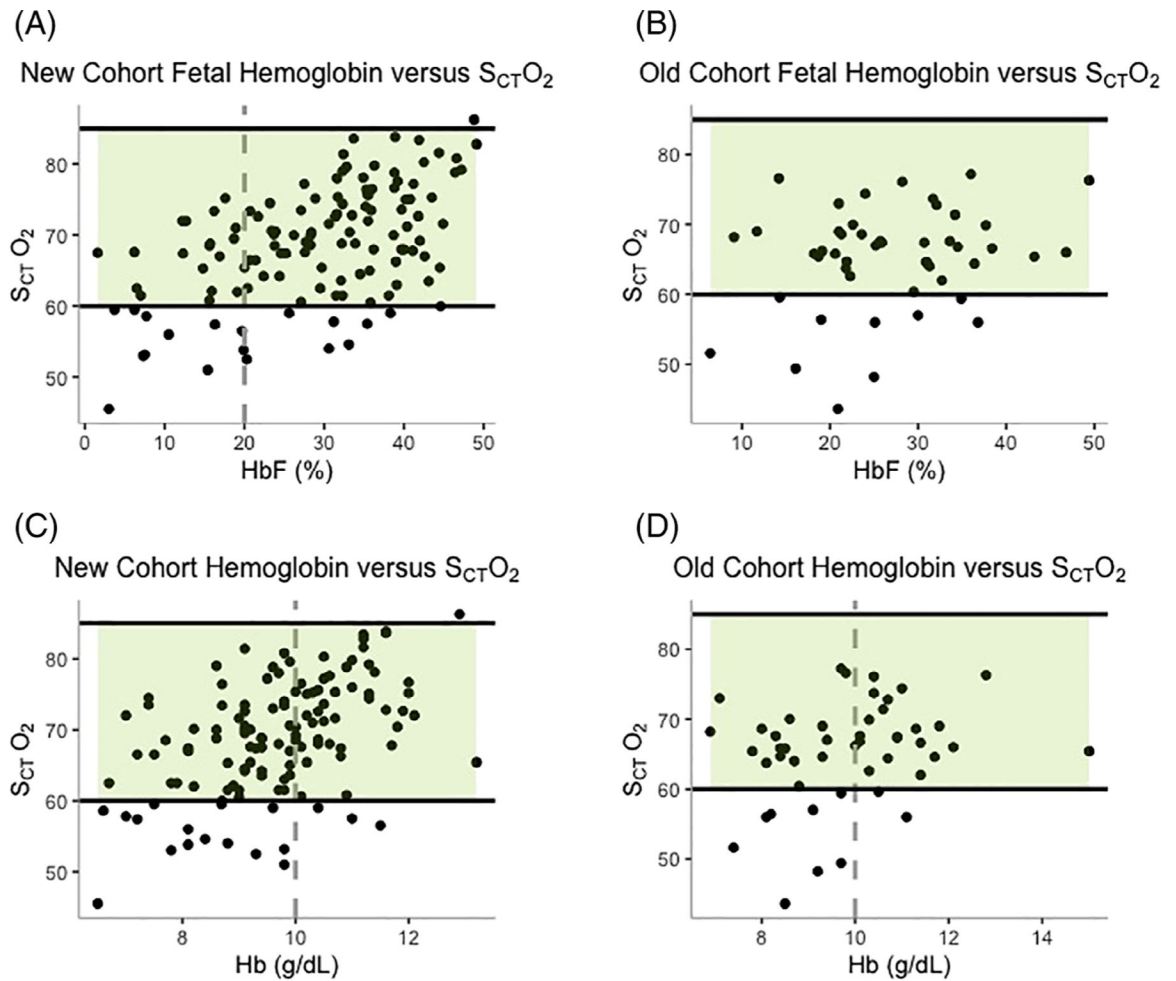 (A)
New Cohort Fetal Hemoglobin versus SCTO2
SCT O2
80
70
60
50
0 10 20 30 40 50
HbF (%)
(B)
Old Cohort Fetal Hemoglobin versus SCTO2
SCT O2
80
70
60
50
10 20 30 40 50
HbF (%)
(C)
New Cohort Hemoglobin versus SCTO2
SCT O2
80
70
60
50
8 10 12
Hb (g/dL)
(D)
Old Cohort Hemoglobin versus SCTO2
SCT O2
80
70
60
50
8 10 12 14
Hb (g/dL)